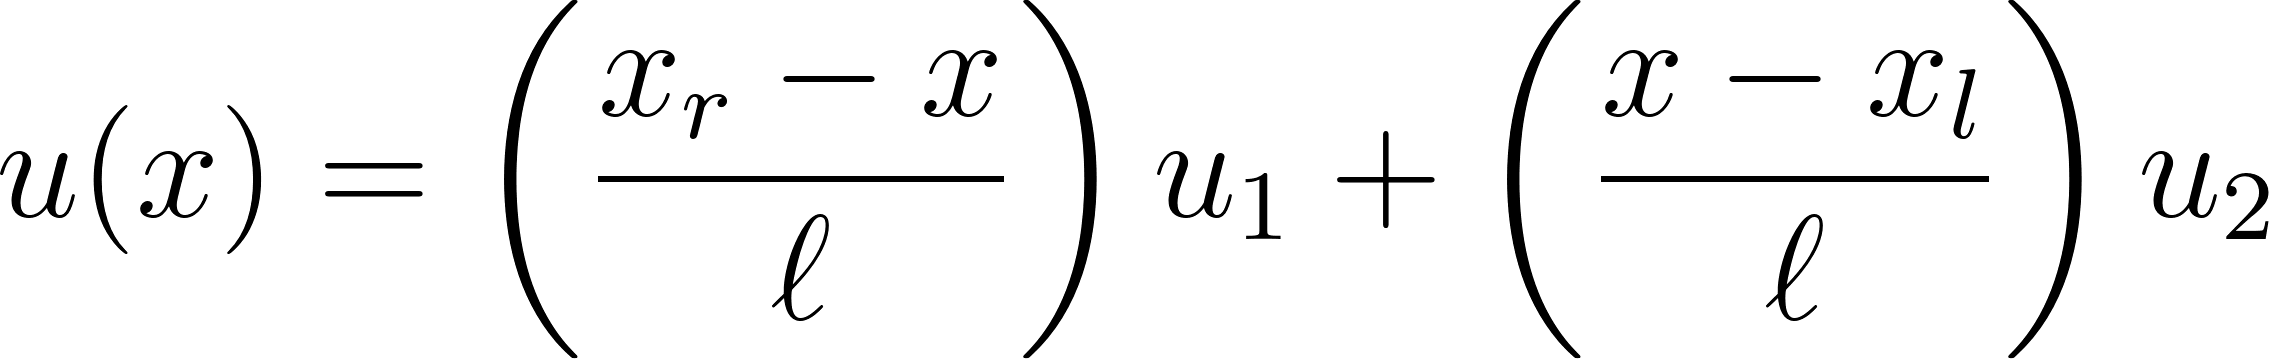 u(x) = \left( \frac{x_r - x}{\ell} \right) u_1 + \left( \frac{x - x_l}{\ell} \right) u_2